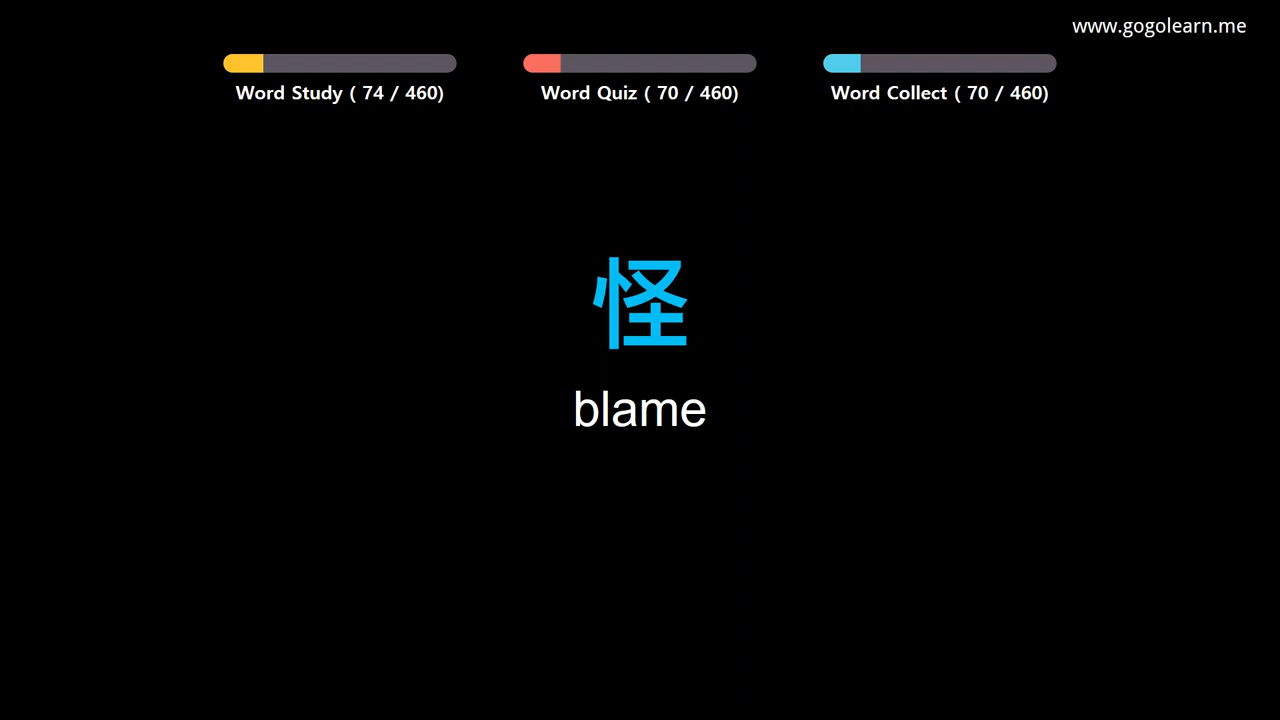 www.gogolearn.me
Word Study ( 74 / 460)
Word Quiz ( 70 / 460)
Word Collect ( 70 / 460)
怪
blame